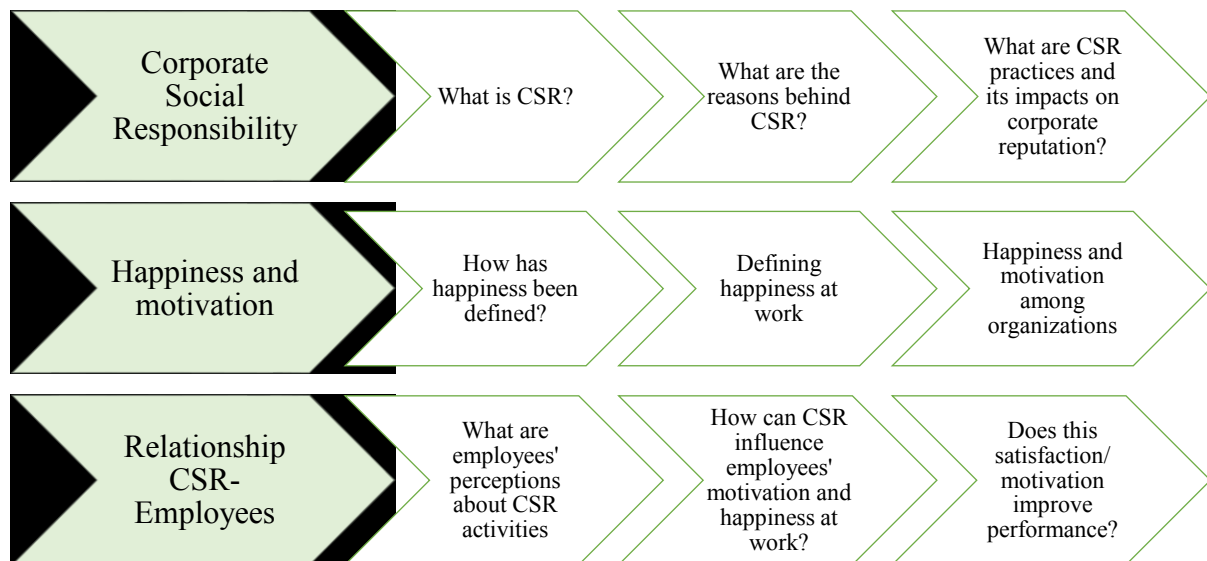 Corporate
Social
Responsibility
What is CSR?
What are the
reasons behind
CSR?
What are CSR
practices and
its impacts on
corporate
reputation?
Happiness and
motivation
How has
happiness been
defined?
Defining
happiness at
work
Happiness and
motivation
among
organizations
Relationship
CSR-
Employees
What are
employees'
perceptions
about CSR
activities
How can CSR
influence
employees'
motivation and
happiness at
work?
Does this
satisfaction/
motivation
improve
performance?